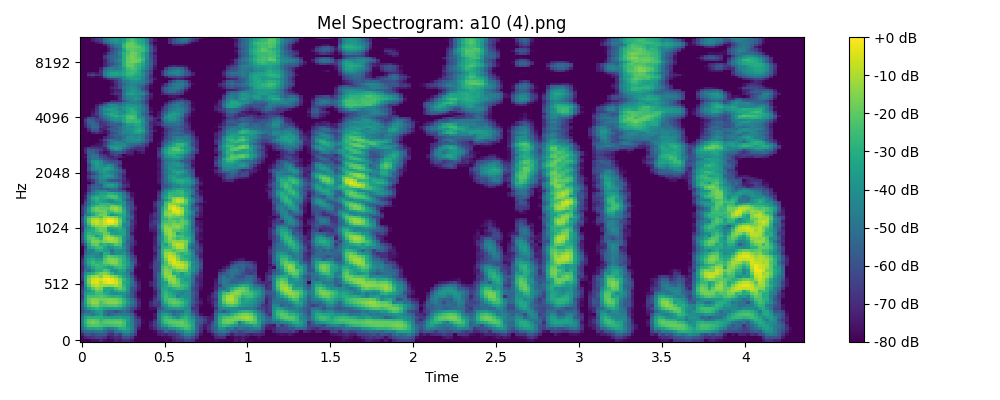 Mel Spectrogram: a10 (4).png
Hz
8192
4096
2048
1024
512
0
0 0.5 1 1.5 2 2.5 3 3.5 4
Time
+0 dB
-10 dB
-20 dB
-30 dB
-40 dB
-50 dB
-60 dB
-70 dB
-80 dB